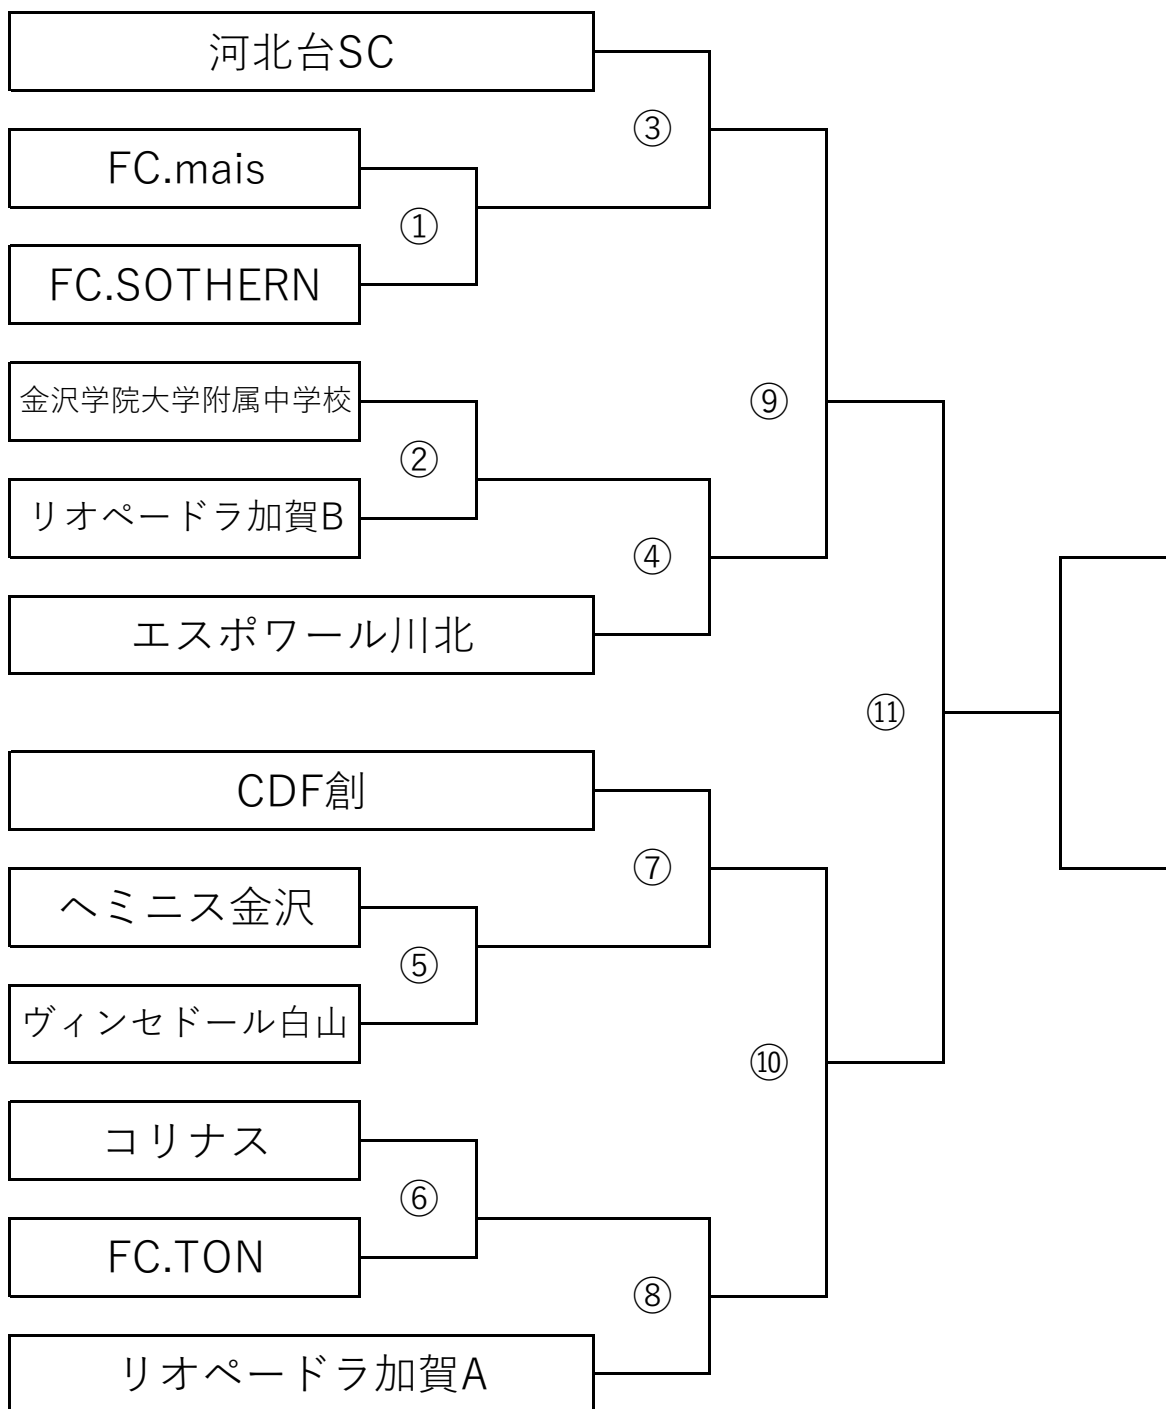 河北台SC
③
FC.mais
①
FC.SOTHERN
金沢学院大学附属中学校
⑨
②
リオペードラ加賀B
④
エスポワール川北
⑪
CDF創
⑦
ヘミニス金沢
⑤
ヴィンセドール白山
⑩
コリナス
⑥
FC.TON
⑧
リオペードラ加賀A